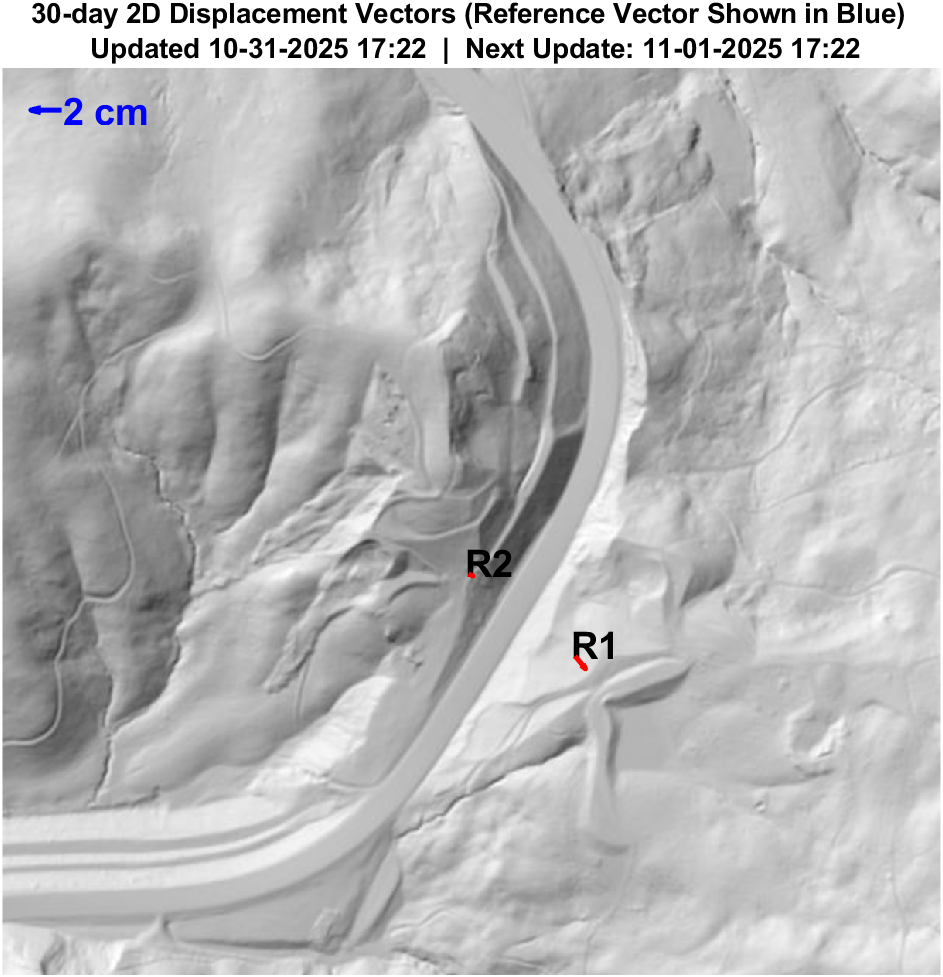 30-day 2D Displacement Vectors (Reference Vector Shown in Blue)
Updated 10-31-2025 17:22 | Next Update: 11-01-2025 17:22
2 cm
R2
R1